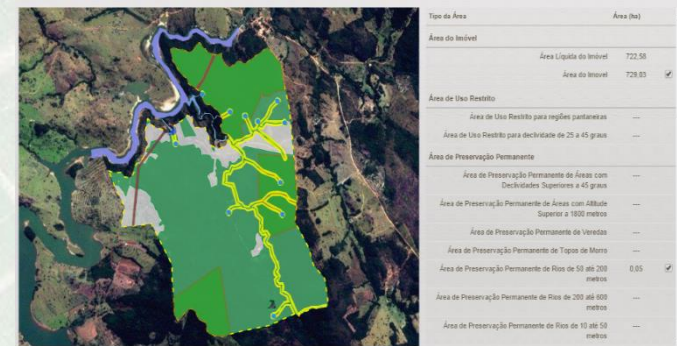 Tipo da Área Área (ha)
Área do Imóvel
Área Líquida do Imóvel 722,58
Área do Imovel 729,03
Área de Uso Restrito
Área de Uso Restrito para regiões pantaneiras ---
Área de Uso Restrito para declividade de 25 a 45 graus ---
Área de Preservação Permanente
Área de Preservação Permanente de Áreas com
Declividades Superiores a 45 graus ---
Área de Preservação Permanente de Áreas com Altitude
Superior a 1800 metros ---
Área de Preservação Permanente de Veredas ---
Área de Preservação Permanente de Topos de Morro ---
Área de Preservação Permanente de Rios de 50 até 200
metros 0,05
Área de Preservação Permanente de Rios de 200 até 600
metros ---
Área de Preservação Permanente de Rios de 10 até 50
metros ---